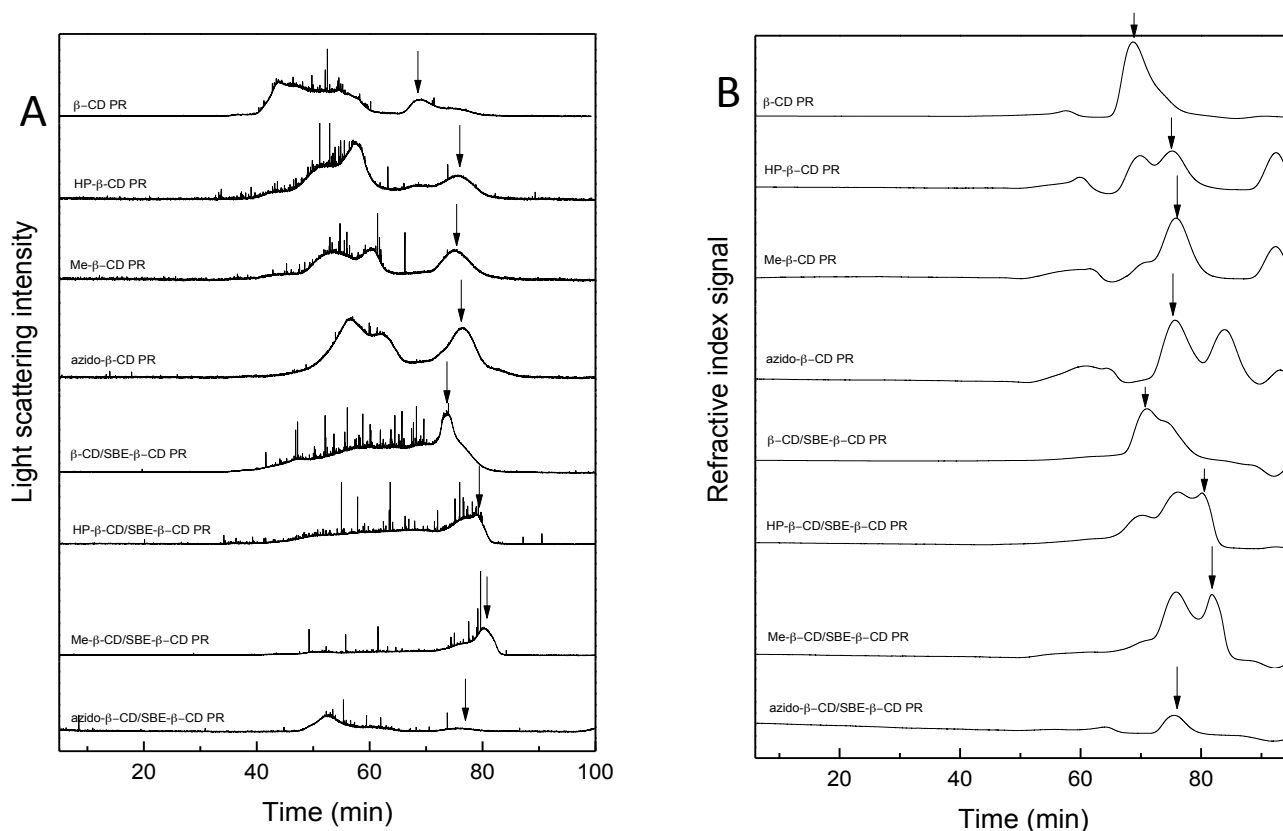 A
Light scattering intensity
β−CD PR
HP-β-CD PR
Me-β-CD PR
azido-β-CD PR
β-CD/SBE-β−CD PR
HP-β-CD/SBE-β-CD PR
Me-β-CD/SBE-β-CD PR
azido-β−CD/SBE-β−CD PR
20 40 60 80 100
Time (min)
B
Refractive index signal
β-CD PR
HP-β-CD PR
Me-β-CD PR
azido-β-CD PR
β-CD/SBE-β−CD PR
HP-β−CD/SBE-β-CD PR
Me-β−CD/SBE-β−CD PR
azido-β−CD/SBE-β−CD PR
20 40 60 80
Time (min)